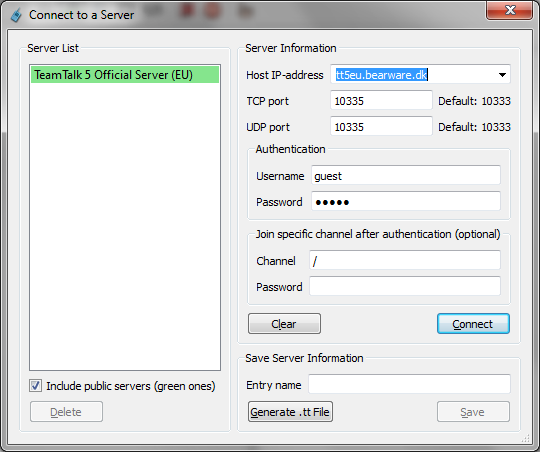 Connect to a Server
Server List
TeamTalk 5 Official Server (EU)
Include public servers (green ones)
Delete
Server Information
Host IP-address tt5eu.bearware.dk
TCP port 10335 Default: 10333
UDP port 10335 Default: 10333
Authentication
Username guest
Password ●●●●●
Join specific channel after authentication (optional)
Channel /
Password
Clear Connect
Save Server Information
Entry name
Generate .tt File Save